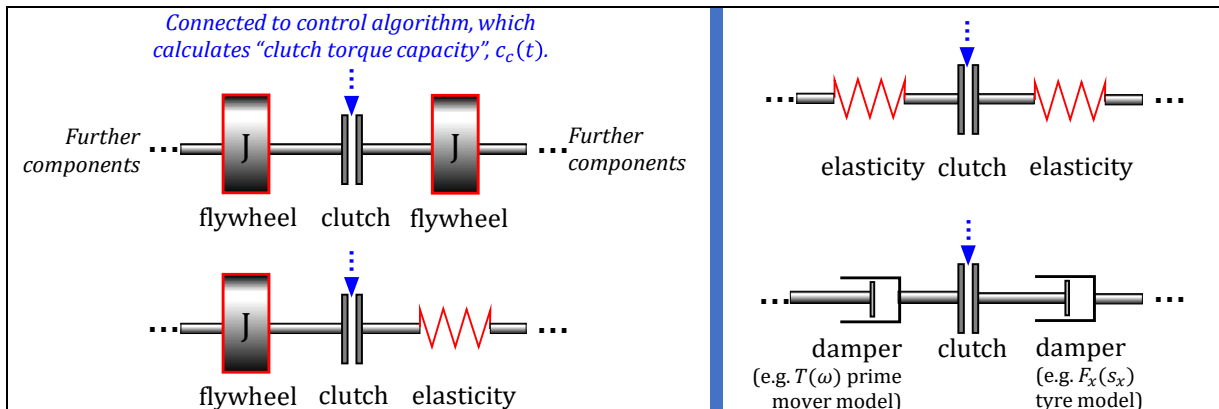 Connected to control algorithm, which
calculates “clutch torque capacity”, c_c(t).
Further
components
...
J
J
...
Further
components
flywheel clutch flywheel
...
J
...
flywheel clutch elasticity
...
...
elasticity clutch elasticity
...
...
damper clutch damper
(e.g. T(ω) prime
mover model)
(e.g. F_x(s_x)
tyre model)